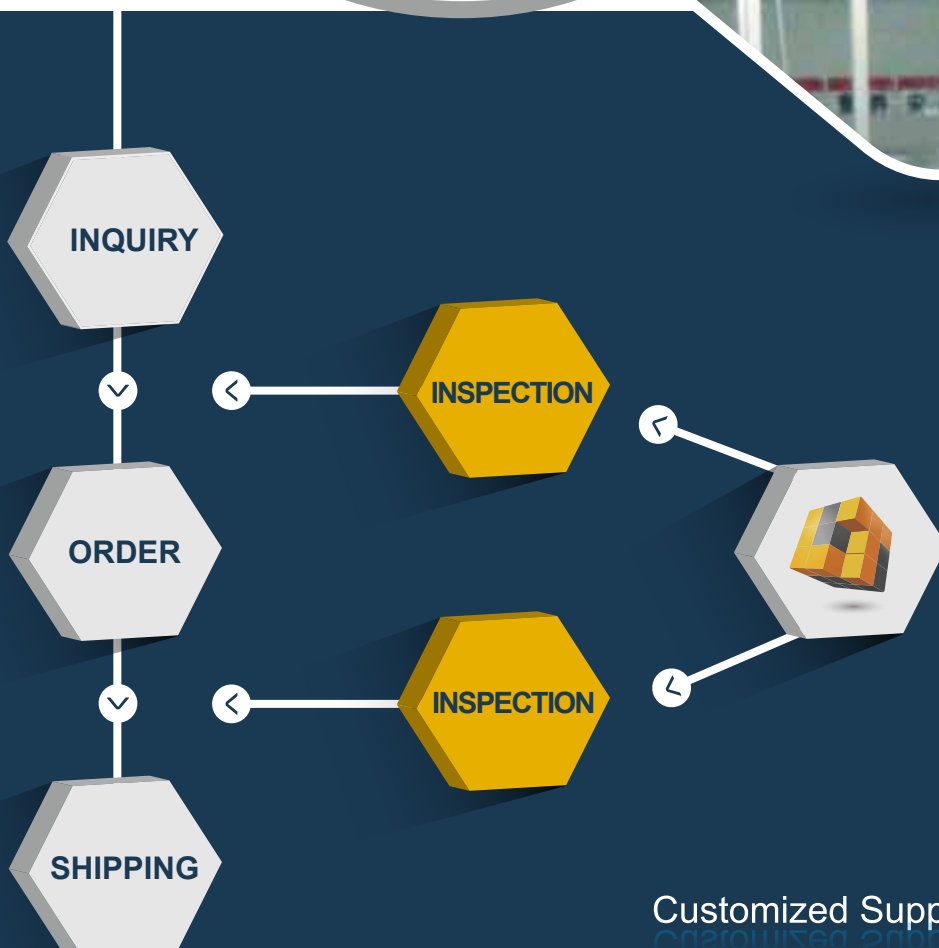 INQUIRY
INSPECTION
ORDER
INSPECTION
SHIPPING
Customized Supp